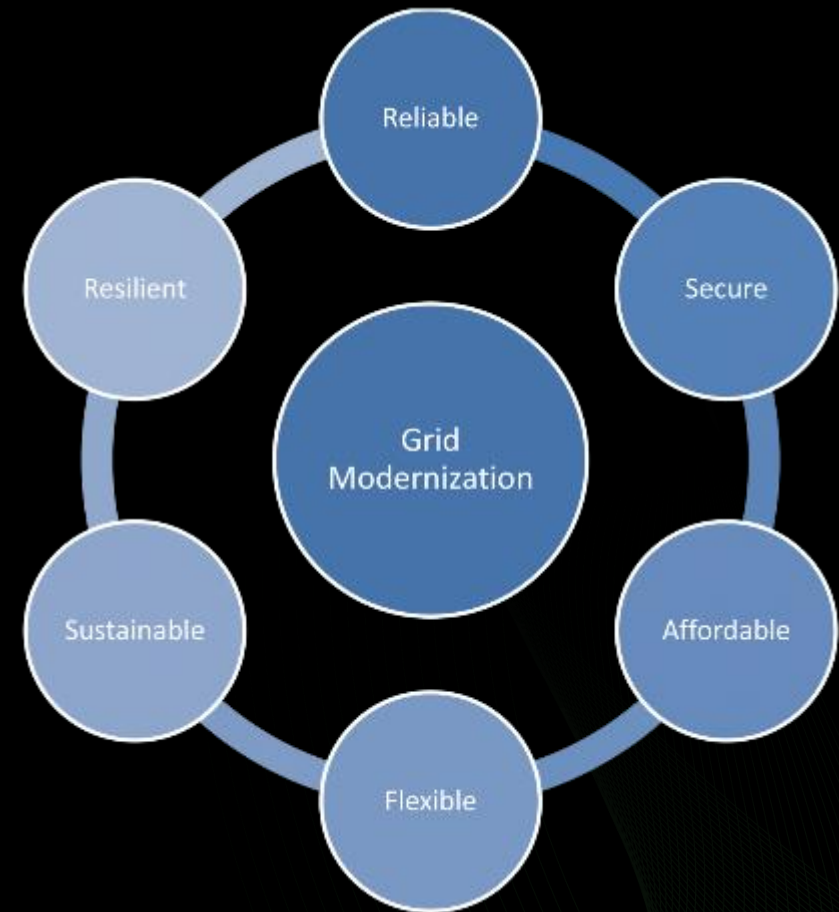 Reliable
Secure
Affordable
Flexible
Sustainable
Resilient
Grid
Modernization